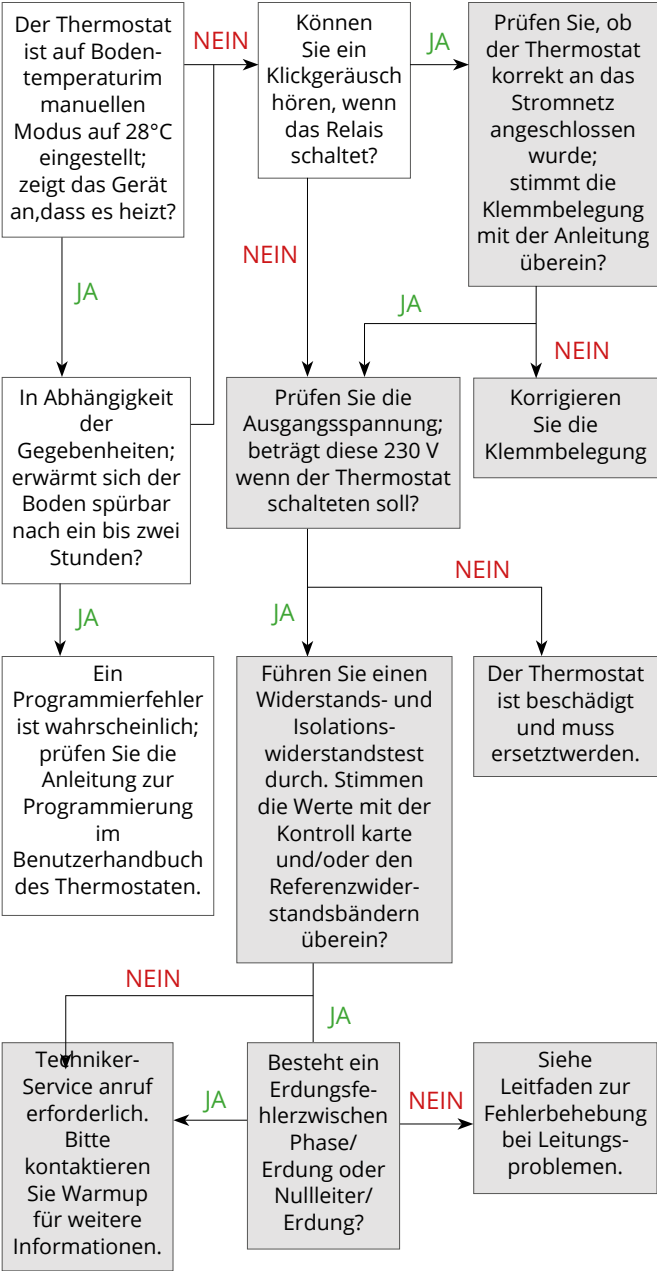 Der Thermostat
ist auf Boden-
temperaturim
manuellen
Modus auf 28°C
eingestellt;
zeigt das Gerät
an,dass es heizt?
NEIN
Können
Sie ein
Klickgeräusch
hören, wenn
das Relais
schaltet?
JA
Prüfen Sie, ob
der Thermostat
korrekt an das
Stromnetz
angeschlossen
wurde;
stimmt die
Klemmbelegung
mit der Anleitung
überein?
JA
NEIN
JA
NEIN
In Abhängigkeit
der
Gegebenheiten;
erwärmt sich der
Boden spürbar
nach ein bis zwei
Stunden?
Prüfen Sie die
Ausgangsspannung;
beträgt diese 230 V
wenn der Thermostat
schalteten soll?
Korrigieren
Sie die
Klemmbelegung
JA
JA
NEIN
Ein
Programmierfehler
ist wahrscheinlich;
prüfen Sie die
Anleitung zur
Programmierung
im
Benutzerhandbuch
des Thermostaten.
Führen Sie einen
Widerstands- und
Isolations-
widerstandstest
durch. Stimmen
die Werte mit der
Kontroll karte
und/oder den
Referenzwider-
standsbändern
überein?
Der Thermostat
ist beschädigt
und muss
ersetztwerden.
NEIN
JA
Techniker-
Service anruf
erforderlich.
Bitte
kontaktieren
Sie Warmup
für weitere
Informationen.
JA
Besteht ein
Erdungsfe-
hlerzwischen
Phase/
Erdung oder
Nullleiter/
Erdung?
NEIN
Siehe
Leitfaden zur
Fehlerbehebung
bei Leitungs-
problemen.